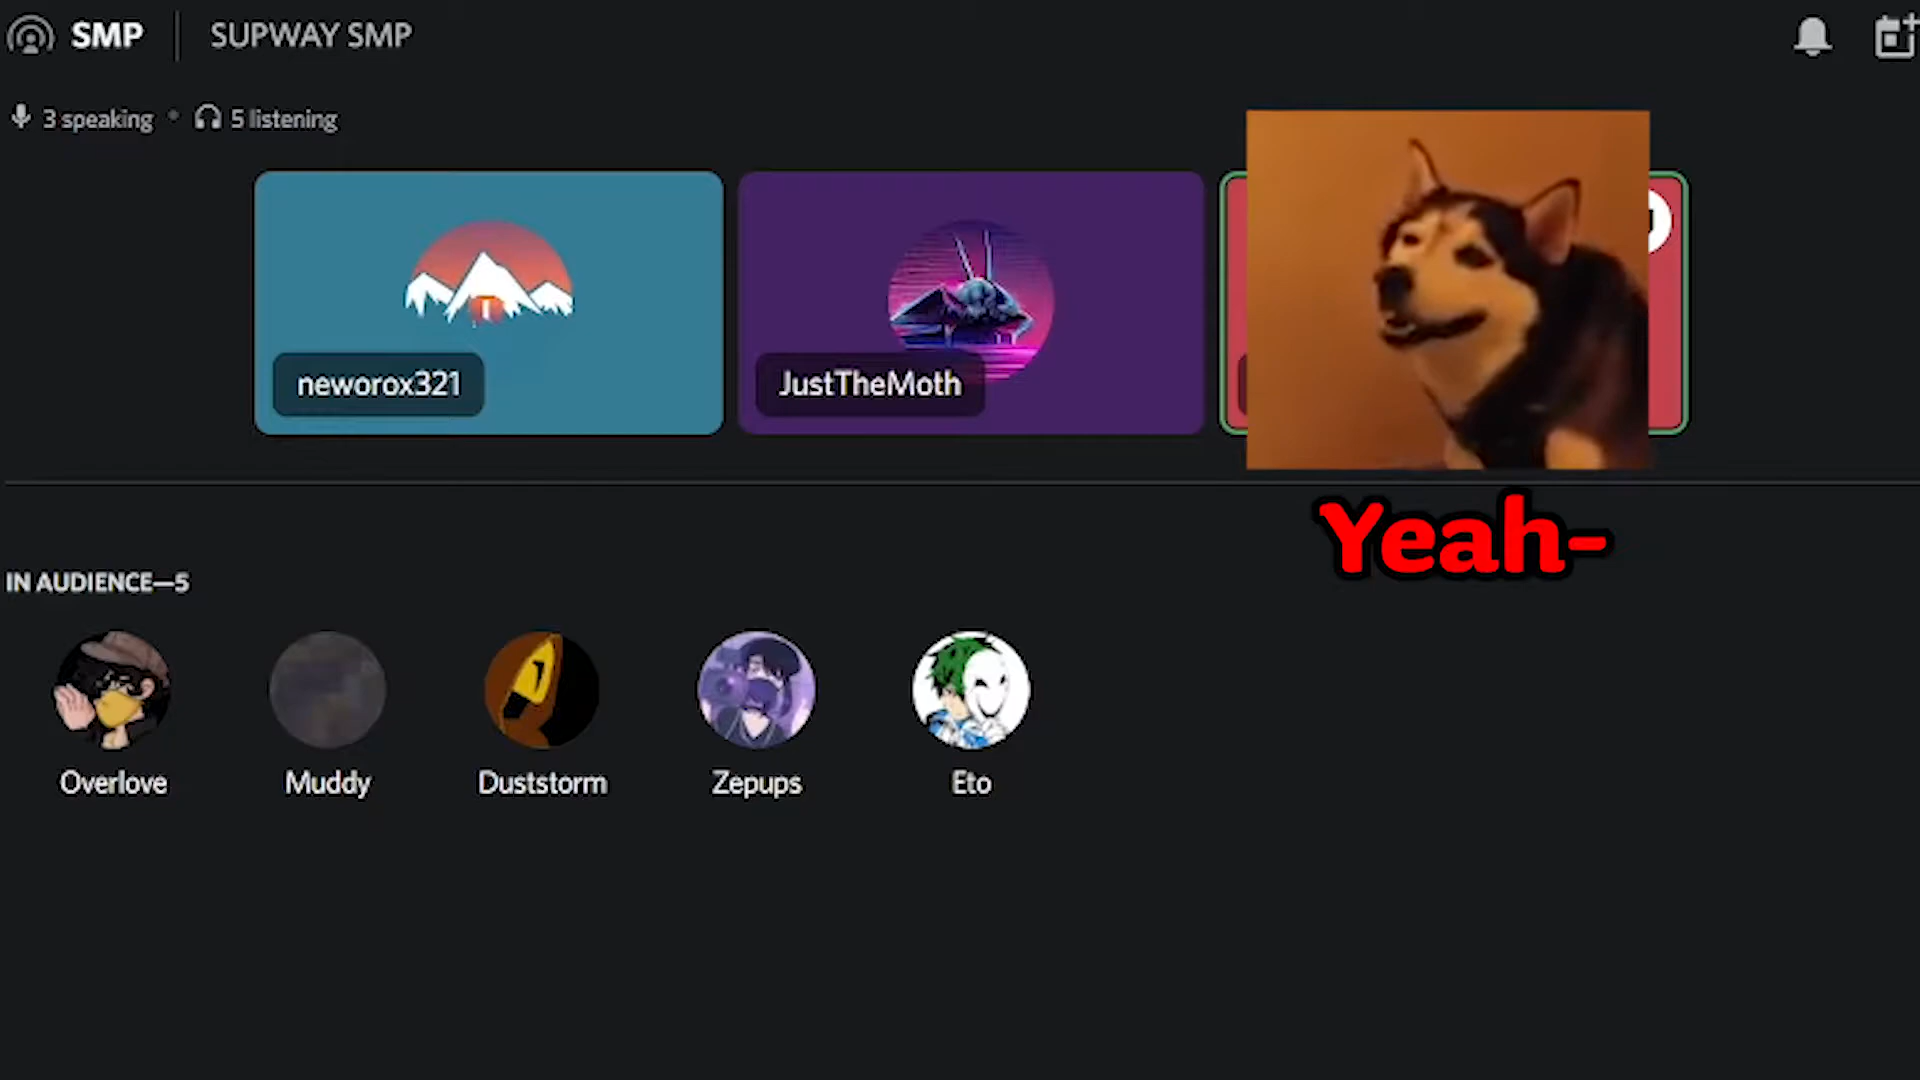 SMP
SUPWAY SMP
3 speaking • 5 listening
neworox321
JustTheMoth
Yeah-
IN AUDIENCE—5
Overlove
Muddy
Duststorm
Zepups
Eto